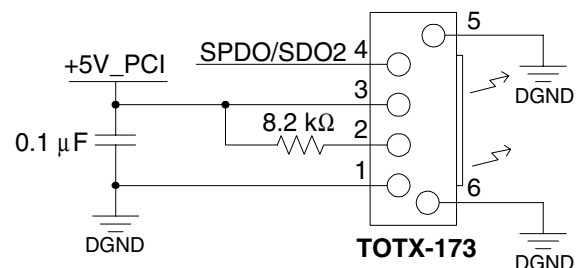 5
SPDO/SDO2 4
+5V_PCI
DGND
3
8.2 kΩ
2
0.1 µF
1
6
DGND
TOTX-173
DGND